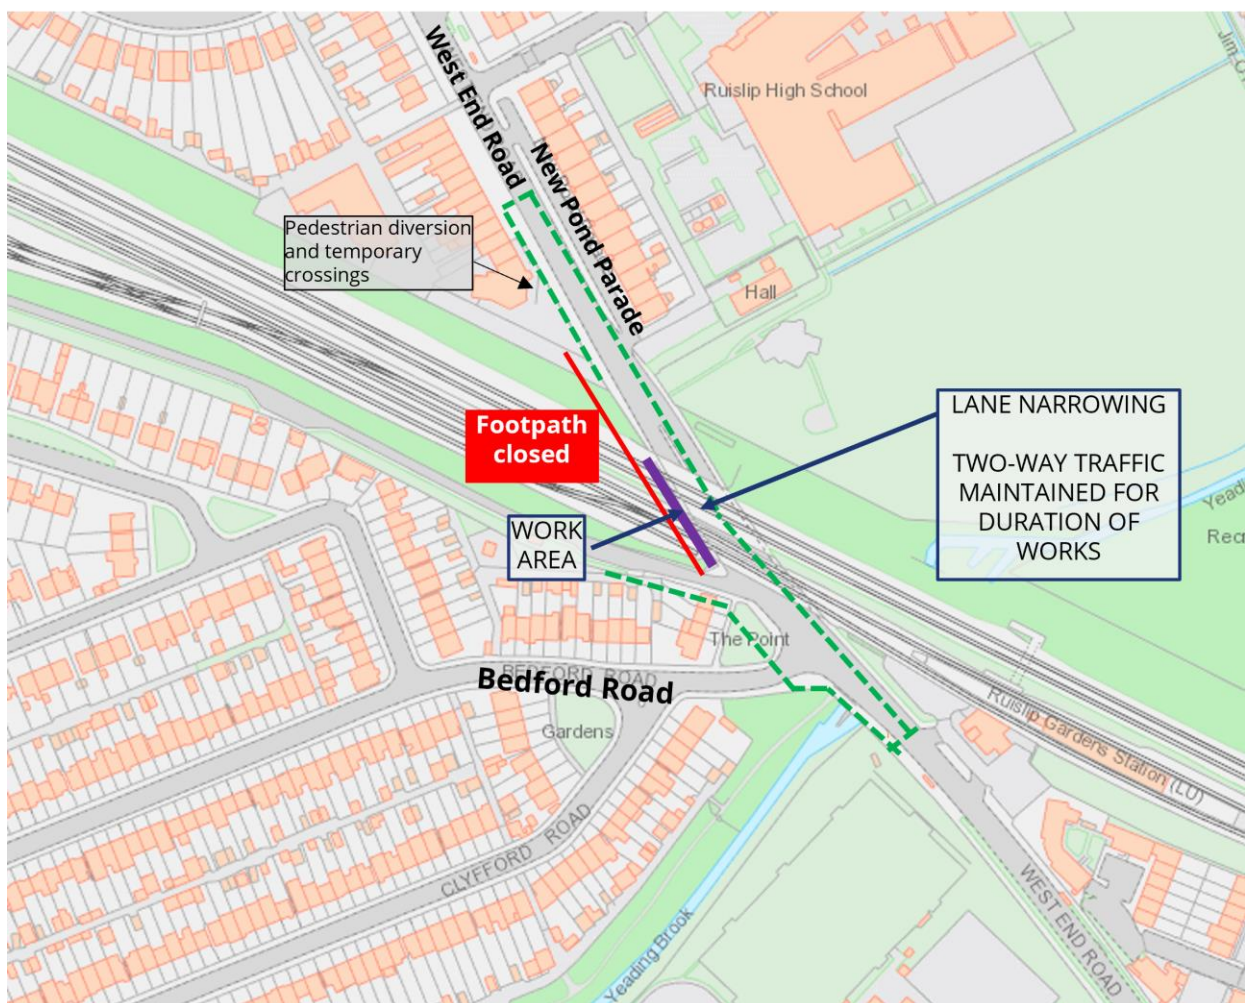 West End Road
New Pond Parade
Ruislip High School
Pedestrian diversion
and temporary
crossings
Hall
Footpath
closed
LANE NARROWING
TWO-WAY TRAFFIC
MAINTAINED FOR
DURATION OF
WORKS
WORK
AREA
The Point
BEDFORD ROAD
Bedford Road
Gardens
Ruislip Gardens Station (LU)
CLYFFORD ROAD
WEST END ROAD
Yeading Brook